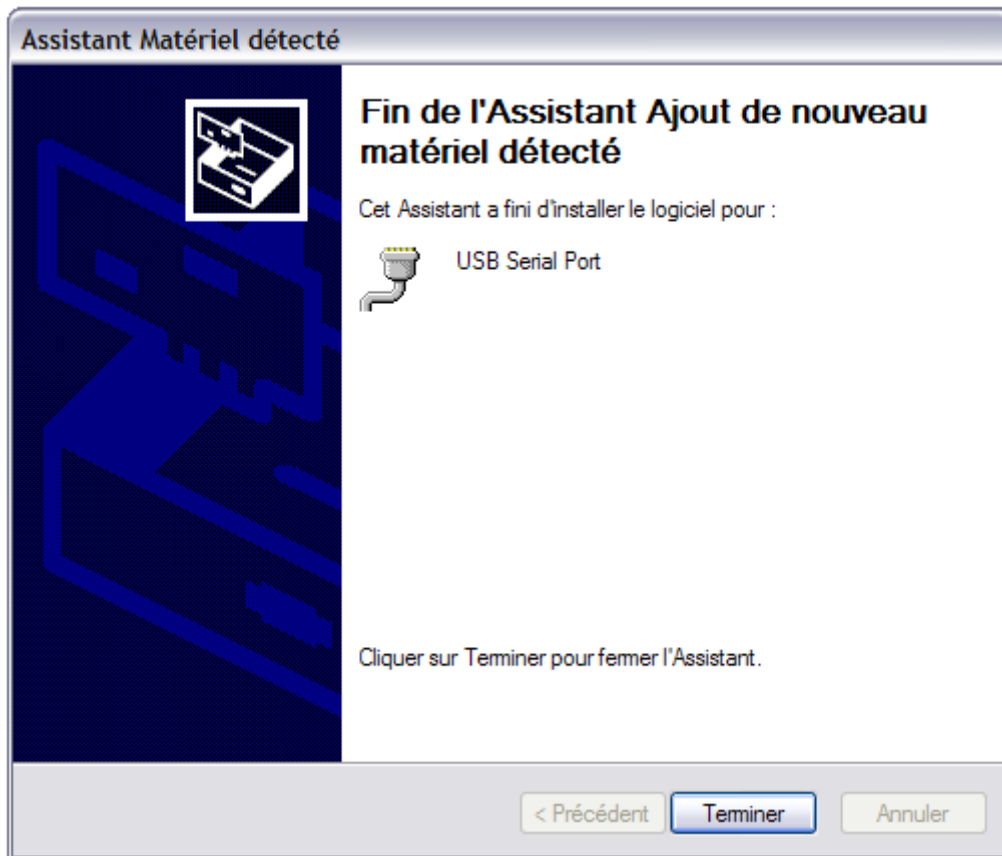 Assistant Matériel détecté
Fin de l'Assistant Ajout de nouveau
matériel détecté
Cet Assistant a fini d'installer le logiciel pour :
USB Serial Port
Cliquer sur Terminer pour fermer l'Assistant.
< Précédent
Terminer
Annuler